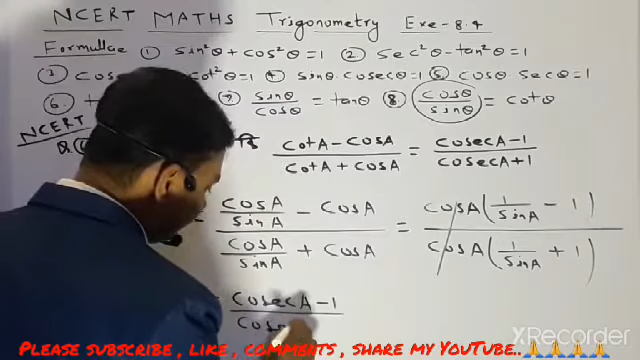 NCERT MATHS Trigonometry Exe-8.4
Formullae ① sin²θ + cos²θ = 1 ② sec²θ - tan²θ = 1
③ cot²θ = 1 ④ sinθ. cosecθ = 1 ⑤ cosθ. secθ = 1
⑥ ⑦ sinθ/cosθ = tanθ ⑧ cosθ/sinθ = cotθ
NCERT
Q. (cotA - cosA)/(cotA + cosA) = (cosecA - 1)/(cosecA + 1)
(cosA/sinA - cosA)/(cosA/sinA + cosA) = cosA(1/sinA - 1)/cosA(1/sinA + 1)
cosecA - 1
XRecorder
Please subscribe, like, comments, share my YouTube..🙏🙏🙏🙏